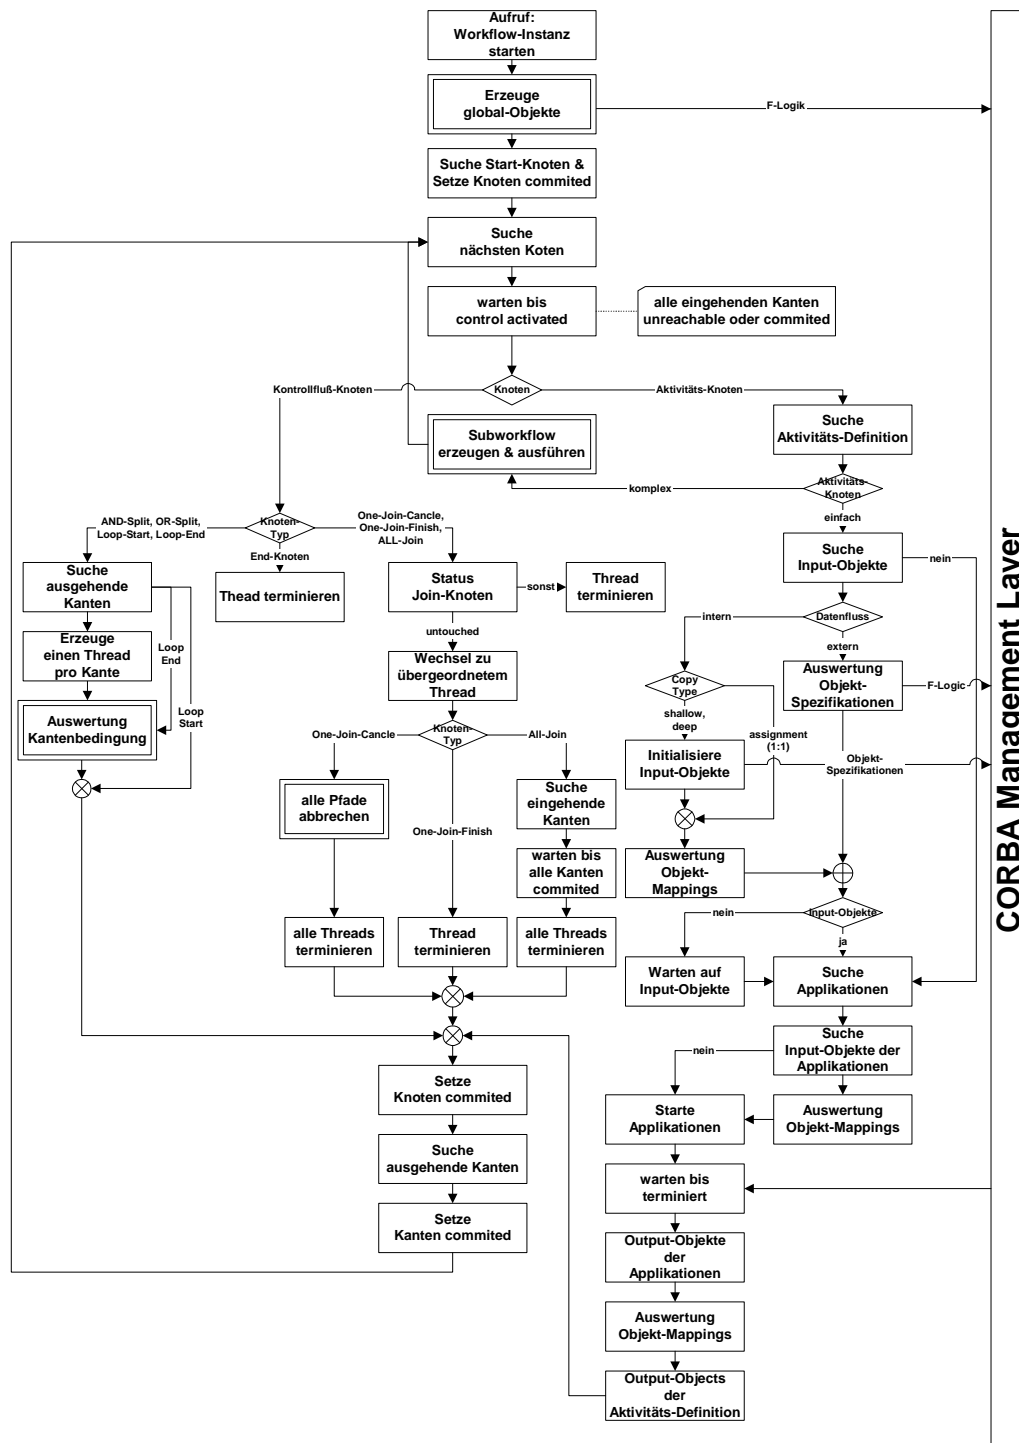 Aufruf:
Workflow-Instanz
starten
Erzeuge
global-Objekte
F-Logik
Suche Start-Knoten &
Setze Knoten commited
Suche
nächsten Koten
warten bis
control activated
alle eingehenden Kanten
unreachable oder commited
Kontrollfluß-Knoten
Knoten
Aktivitäts-Knoten
Suche
Aktivitäts-Definition
Subworkflow
erzeugen & ausführen
komplex
Aktivitäts-
Knoten
einfach
AND-Split, OR-Split,
Loop-Start, Loop-End
Knoten-
Typ
One-Join-Cancle,
One-Join-Finish,
ALL-Join
End-Knoten
Suche
ausgehende
Kanten
Thead terminieren
Status
Join-Knoten
sonst
Thread
terminieren
Suche
Input-Objekte
nein
Erzeuge
einen Thread
pro Kante
Loop
End
Loop
Start
untouched
Wechsel zu
übergeordnetem
Thread
intern
Datenfluss
extern
Auswertung
Objekt-
Spezifikationen
F-Logic
Copy
Type
shallow,
deep
assignment
(1:1)
Auswertung
Kantenbedingung
One-Join-Cancle
Knoten-
Typ
All-Join
Initialisiere
Input-Objekte
Objekt-
Spezifikationen
alle Pfade
abbrechen
One-Join-Finish
Suche
eingehende
Kanten
warten bis
alle Kanten
commited
Auswertung
Objekt-
Mappings
nein
Input-Objekte
ja
alle Threads
terminieren
Thread
terminieren
alle Threads
terminieren
Warten auf
Input-Objekte
Suche
Applikationen
Suche
Input-Objekte der
Applikationen
nein
Setze
Knoten commited
Starte
Applikationen
Auswertung
Objekt-Mappings
Suche
ausgehende Kanten
warten bis
terminiert
Setze
Kanten commited
Output-Objekte
der
Applikationen
Auswertung
Objekt-Mappings
Output-Objects
der
Aktivitäts-Definition
CORBA Management Layer